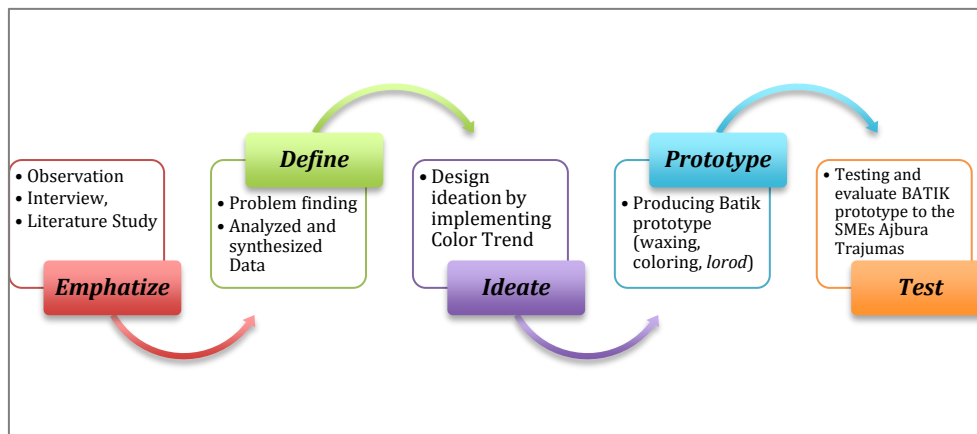 • Observation
• Interview,
• Literature Study
Emphatize
Define
• Problem finding
• Analyzed and
synthesized
Data
• Design
ideation by
implementing
Color Trend
Ideate
Prototype
• Producing Batik
prototype
(waxing,
coloring, lorod)
• Testing and
evaluate BATIK
prototype to the
SMEs Ajbura
Trajumas
Test